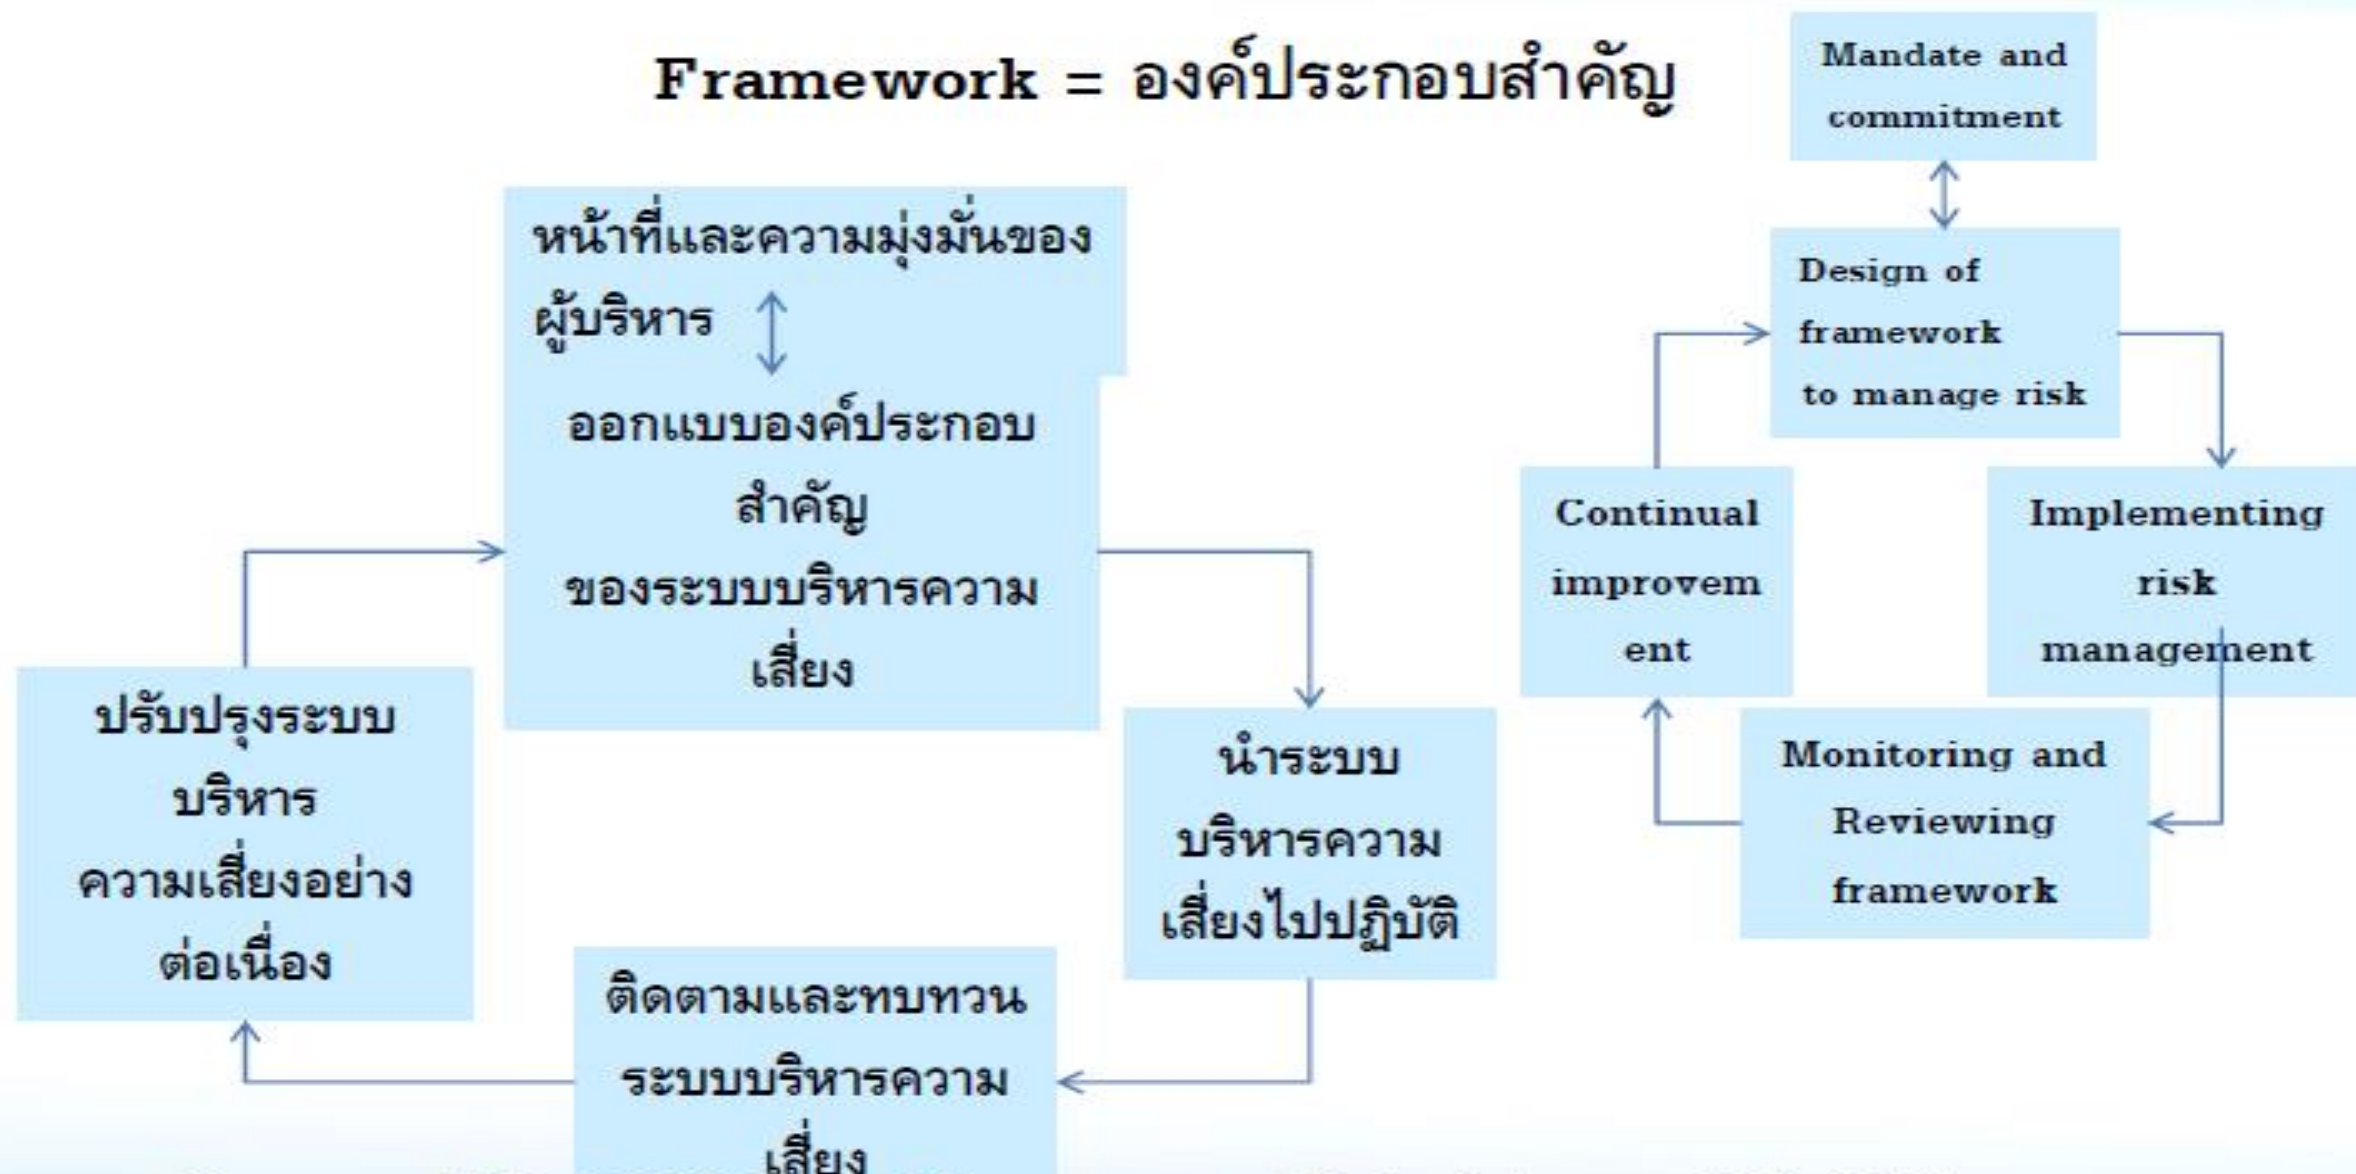 Framework = องค์ประกอบสำคัญ
หน้าที่และความมุ่งมั่นของ
ผู้บริหาร
ออกแบบองค์ประกอบ
สำคัญ
ของระบบบริหารความ
เสี่ยง
นำระบบ
บริหารความ
เสี่ยงไปปฏิบัติ
ติดตามและทบทวน
ระบบบริหารความ
เสี่ยง
ปรับปรุงระบบ
บริหาร
ความเสี่ยงอย่าง
ต่อเนื่อง
Mandate and
commitment
Design of
framework
to manage risk
Implementing
risk
management
Monitoring and
Reviewing
framework
Continual
improvem
ent